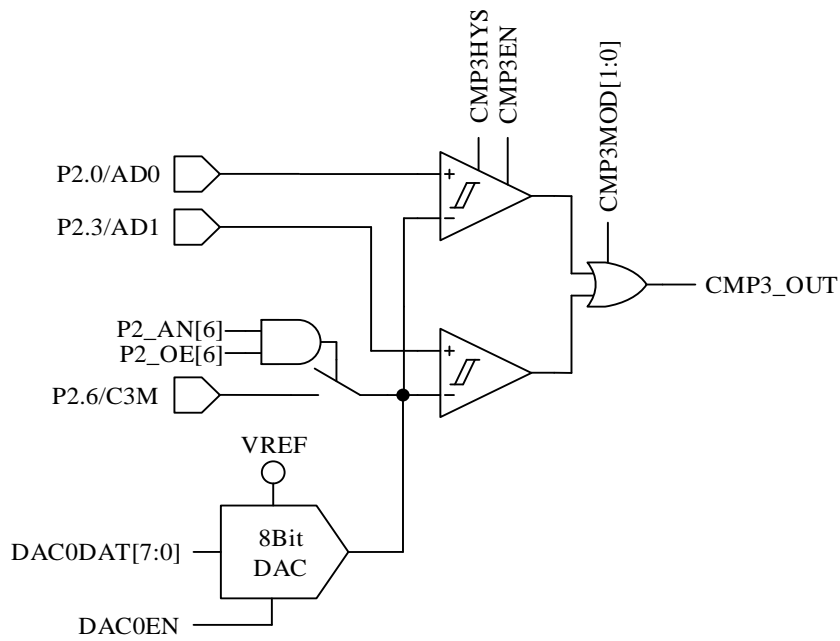 CMP3HYS
CMP3EN
CMP3MOD[1:0]
P2.0/AD0
+
−
P2.3/AD1
CMP3_OUT
P2_AN[6]
P2_OE[6]
+
P2.6/C3M
−
VREF
DAC0DAT[7:0]
8Bit
DAC
DAC0EN